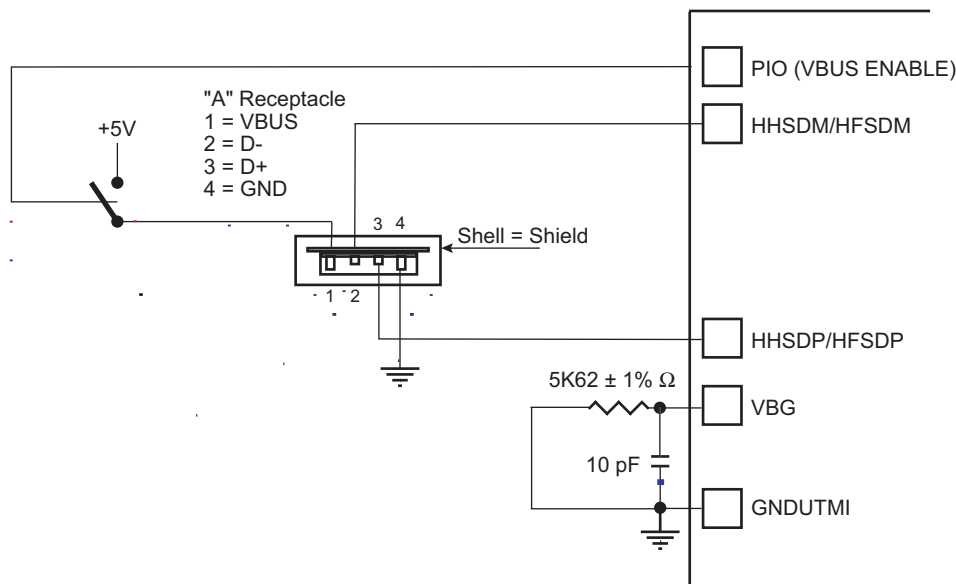 PIO (VBUS ENABLE)
"A" Receptacle
1 = VBUS
2 = D-
3 = D+
4 = GND
+5V
HHSDM/HFSDM
3 4
Shell = Shield
1 2
HHSDP/HFSDP
5K62 ± 1% Ω
VBG
10 pF
GNDUTMI